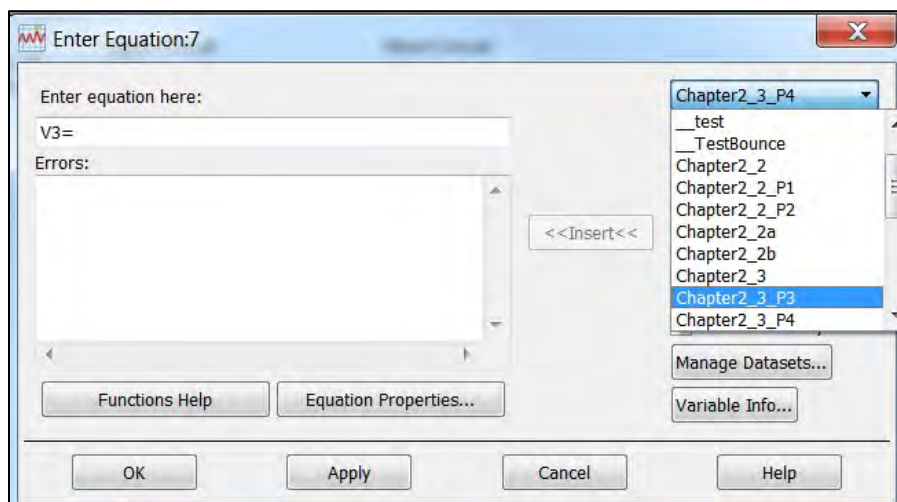 Enter Equation:7
Enter equation here:
V3=
Errors:
<<Insert<<
Chapter2_3_P4
__test
__TestBounce
Chapter2_2
Chapter2_2_P1
Chapter2_2_P2
Chapter2_2a
Chapter2_2b
Chapter2_3
Chapter2_3_P3
Chapter2_3_P4
Manage Datasets...
Variable Info...
Functions Help
Equation Properties...
OK
Apply
Cancel
Help